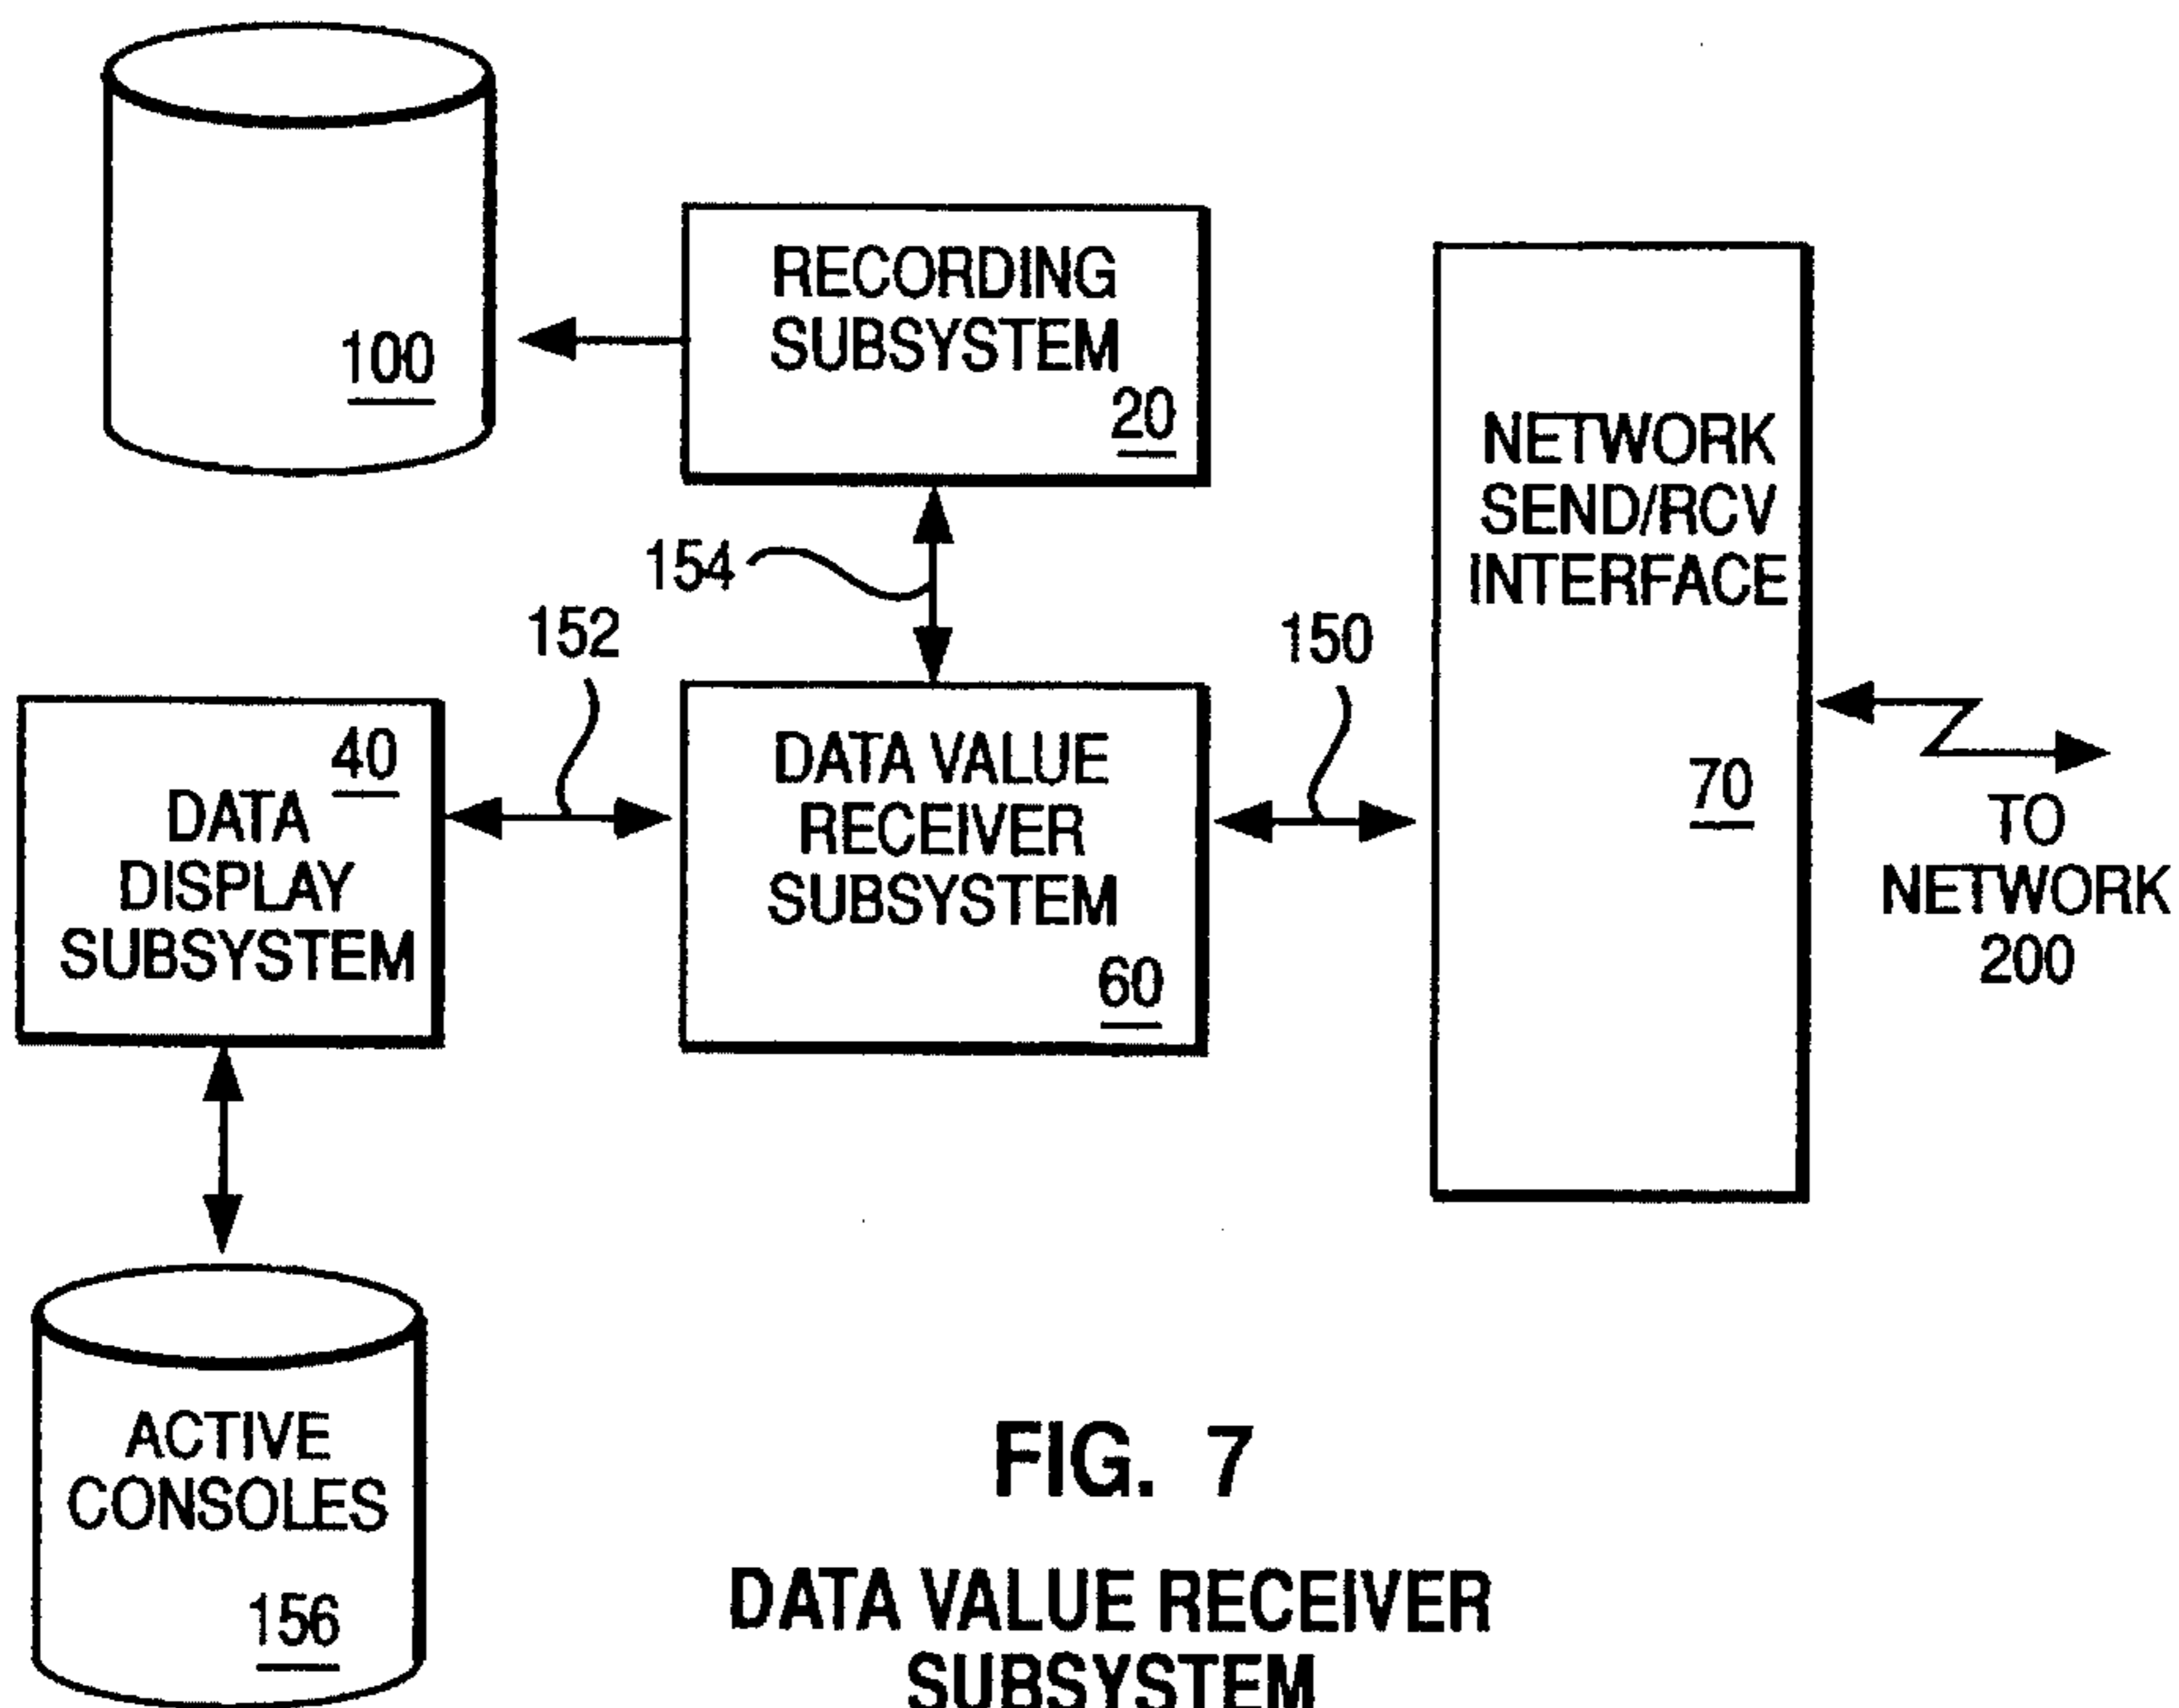 100
RECORDING
SUBSYSTEM
20
NETWORK
SEND/RCV
INTERFACE
70
154
152
150
40
DATA
DISPLAY
SUBSYSTEM
DATA VALUE
RECEIVER
SUBSYSTEM
60
TO
NETWORK
200
ACTIVE
CONSOLES
156
FIG. 7
DATA VALUE RECEIVER
SUBSYSTEM